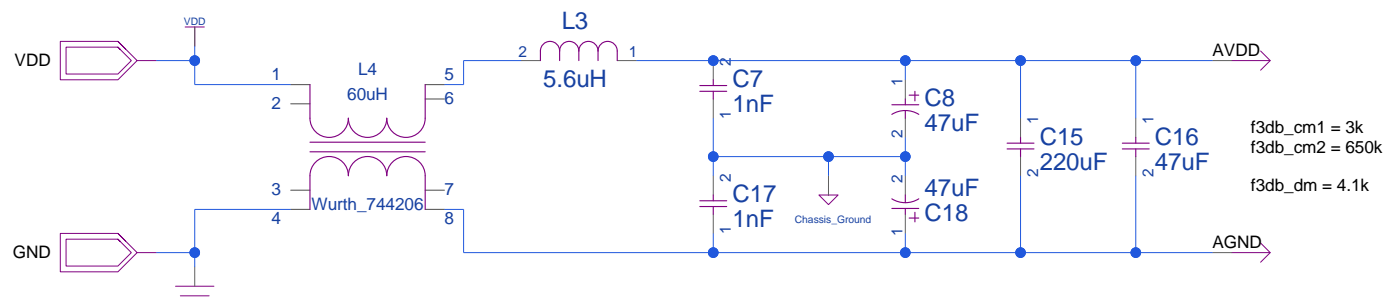 VDD
VDD
L4
60uH
1
2
5
6
3
4
7
8
Wurth_744206
GND
L3
2
1
5.6uH
2
C7
1nF
1
2
C17
1nF
1
Chassis_Ground
1
+
C8
47uF
2
2
47uF
C18
+
1
1
C15
220uF
2
1
C16
.47uF
2
AVDD
f3db_cm1 = 3k
f3db_cm2 = 650k
f3db_dm = 4.1k
AGND